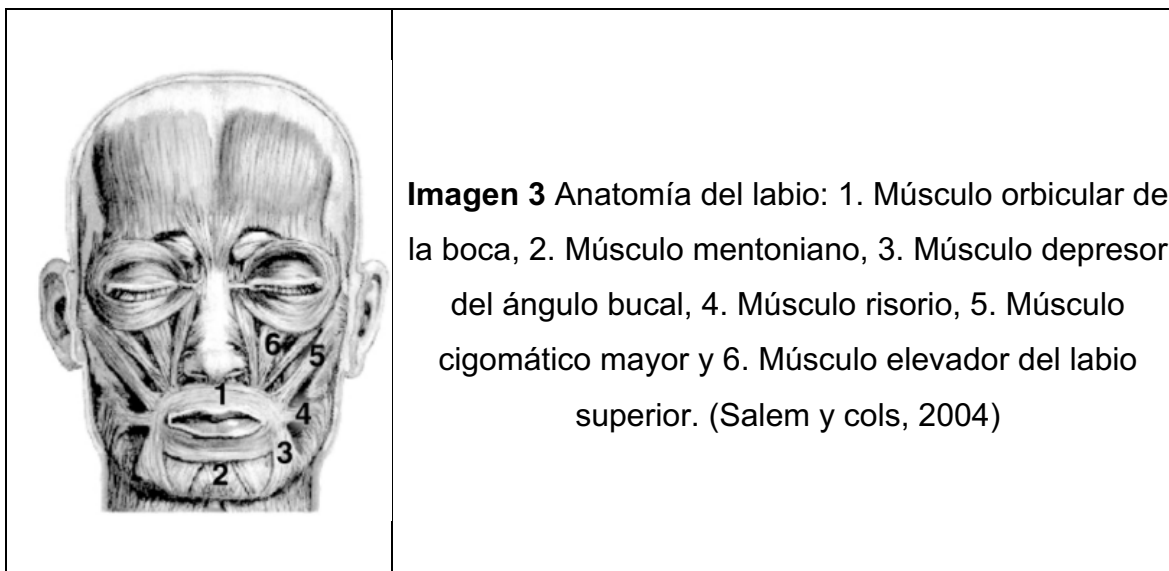 6
5
1
4
3
2
Imagen 3 Anatomía del labio: 1. Músculo orbicular de
la boca, 2. Músculo mentoniano, 3. Músculo depresor
del ángulo bucal, 4. Músculo risorio, 5. Músculo
cigomático mayor y 6. Músculo elevador del labio
superior. (Salem y cols, 2004)